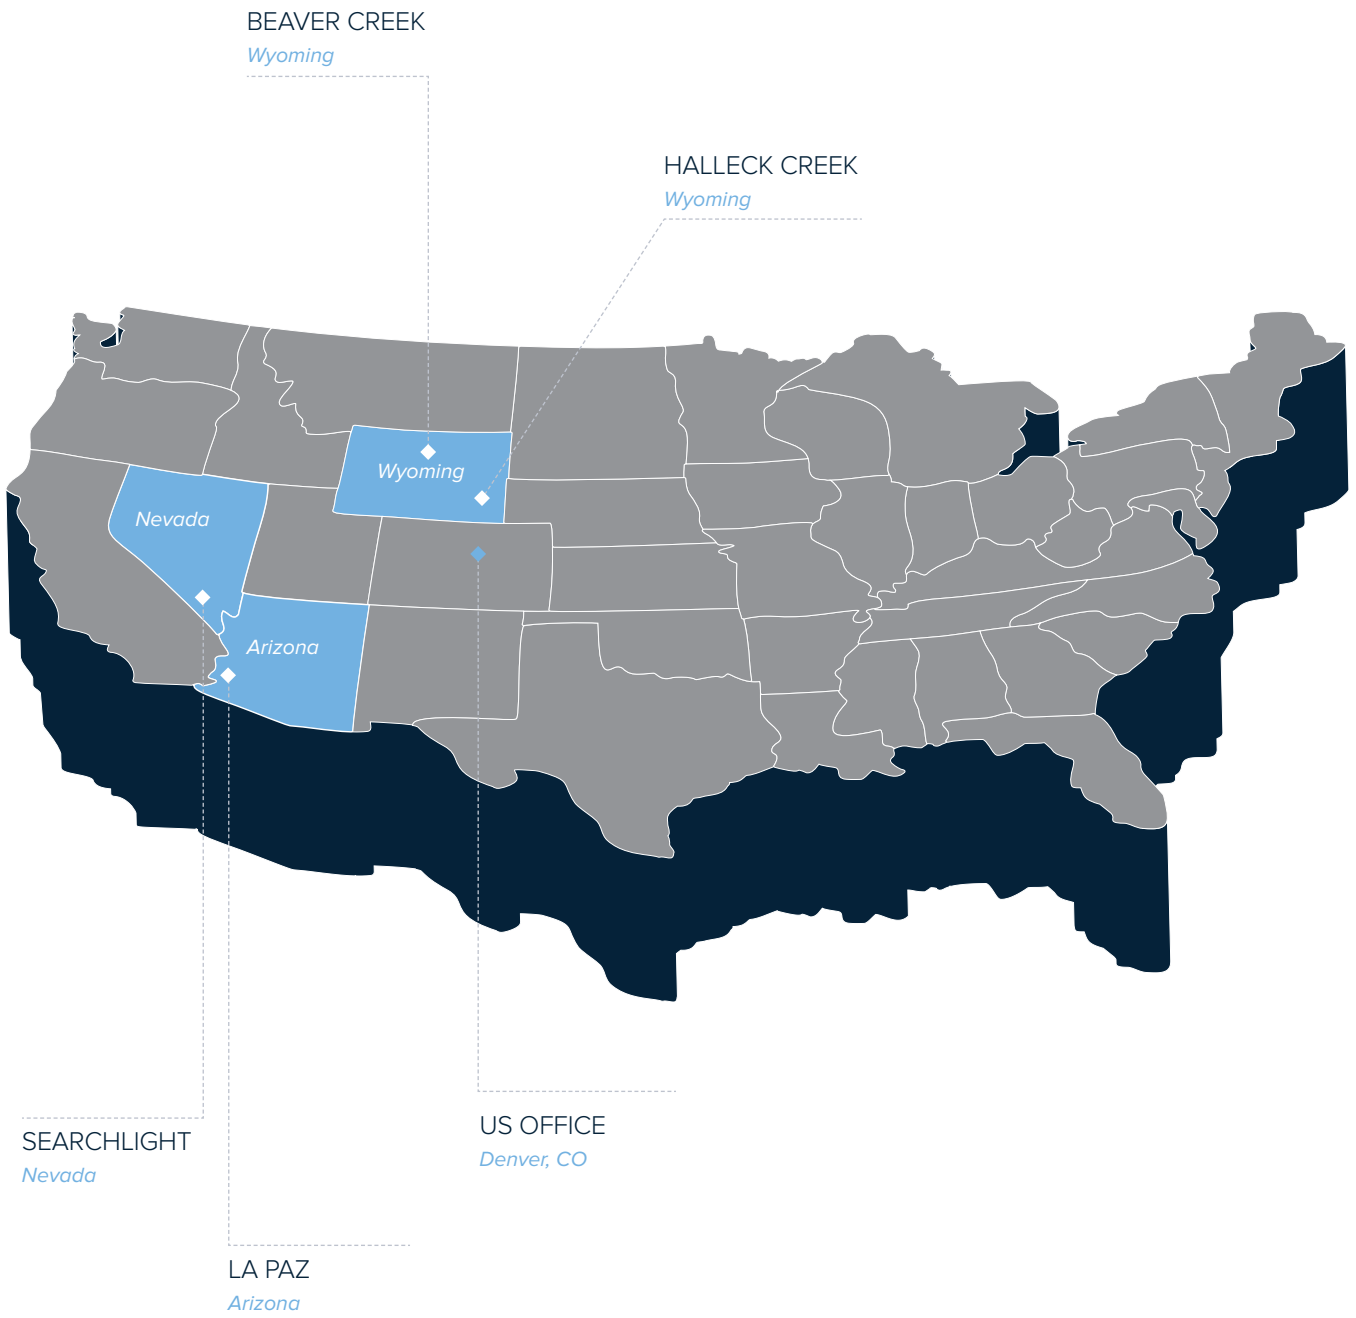 BEAVER CREEK
Wyoming
HALLECK CREEK
Wyoming
Wyoming
Nevada
Arizona
US OFFICE
Denver, CO
SEARCHLIGHT
Nevada
LA PAZ
Arizona